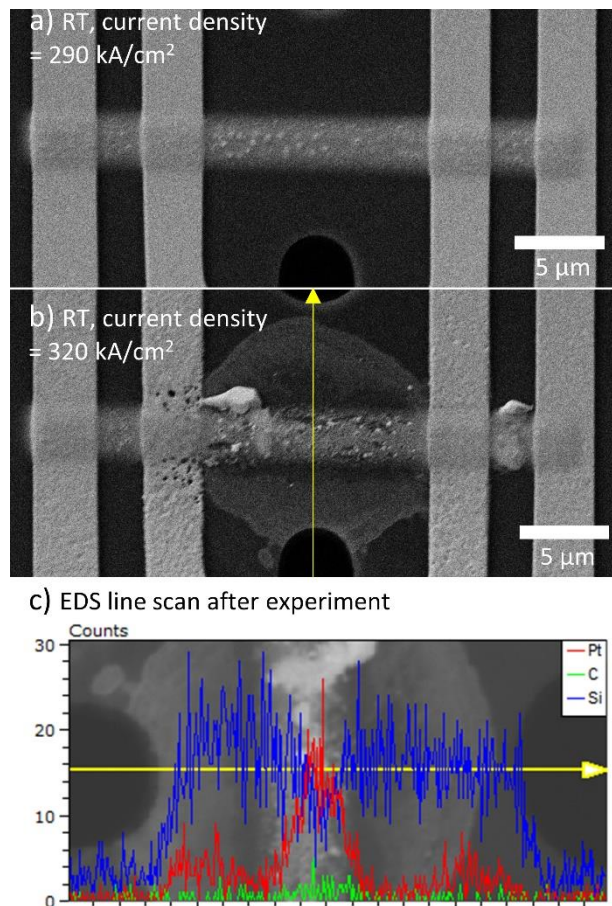 a) RT, current density
= 290 kA/cm²
5 µm
b) RT, current density
= 320 kA/cm²
5 µm
c) EDS line scan after experiment
Counts
30
20
10
0
Pt
C
Si